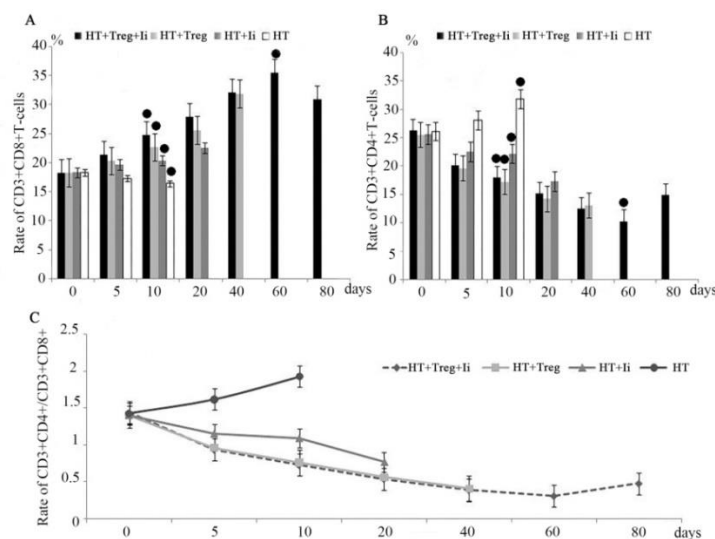 A
B
%
HT+Treg+Ii HT+Treg HT+Ii HT
%
HT+Treg+Ii HT+Treg HT+Ii HT
Rate of CD3+CD8+T-cells
40
35
30
25
20
15
10
5
0
0 5 10 20 40 60 80 days
Rate of CD3+CD4+T-cells
40
35
30
25
20
15
10
5
0
0 5 10 20 40 60 80 days
C
Rate of CD3+CD4+/CD3+CD8+
2.5
2
1.5
1
0.5
0
HT+Treg+Ii HT+Treg HT+Ii HT
0 5 10 20 40 60 80 days